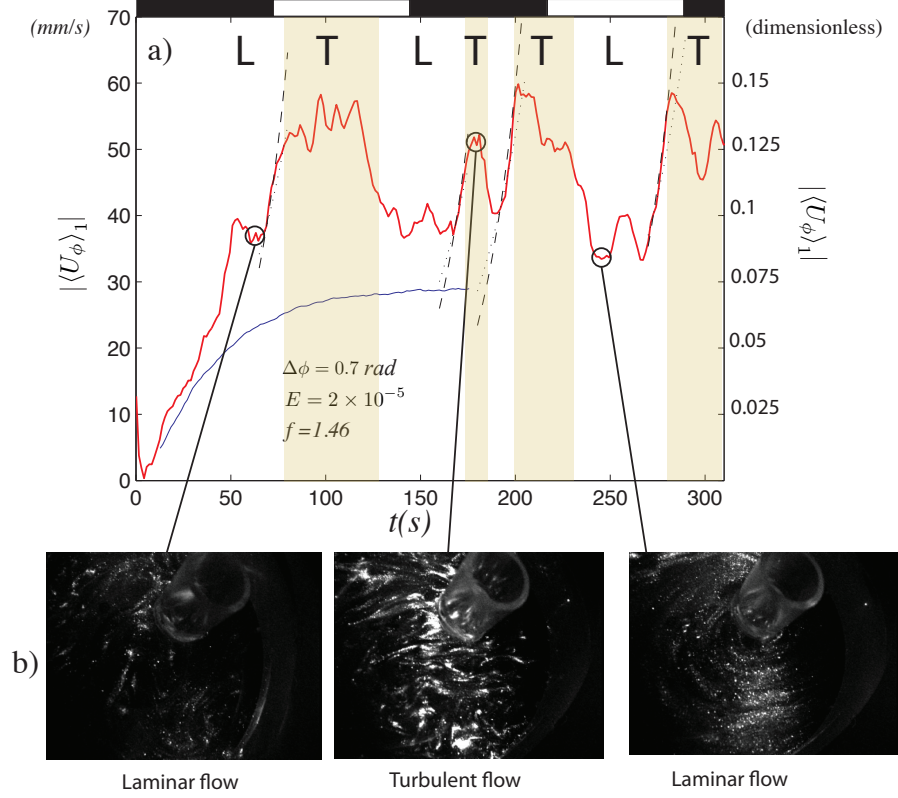 (mm/s)
(dimensionless)
a)
L T L T T L T
70
60
50
40
30
20
10
0
0.15
0.125
0.1
0.075
0.05
0.025
|⟨U_ϕ⟩₁|
|⟨U_ϕ⟩₁|
Δϕ = 0.7 rad
E = 2 × 10⁻⁵
f =1.46
0 50 100 150 200 250 300
t(s)
b)
Laminar flow Turbulent flow Laminar flow